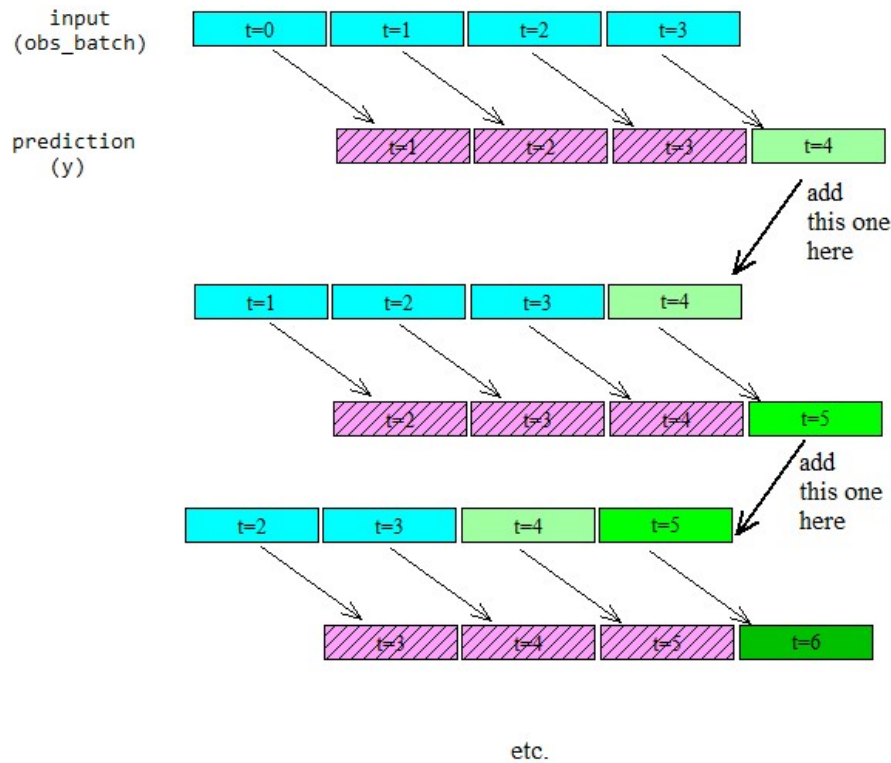 input
(obs_batch)
t=0 t=1 t=2 t=3
prediction
(y)
t=1 t=2 t=3 t=4
add
this one
here
t=1 t=2 t=3 t=4
t=2 t=3 t=4 t=5
add
this one
here
t=2 t=3 t=4 t=5
t=3 t=4 t=5 t=6
etc.